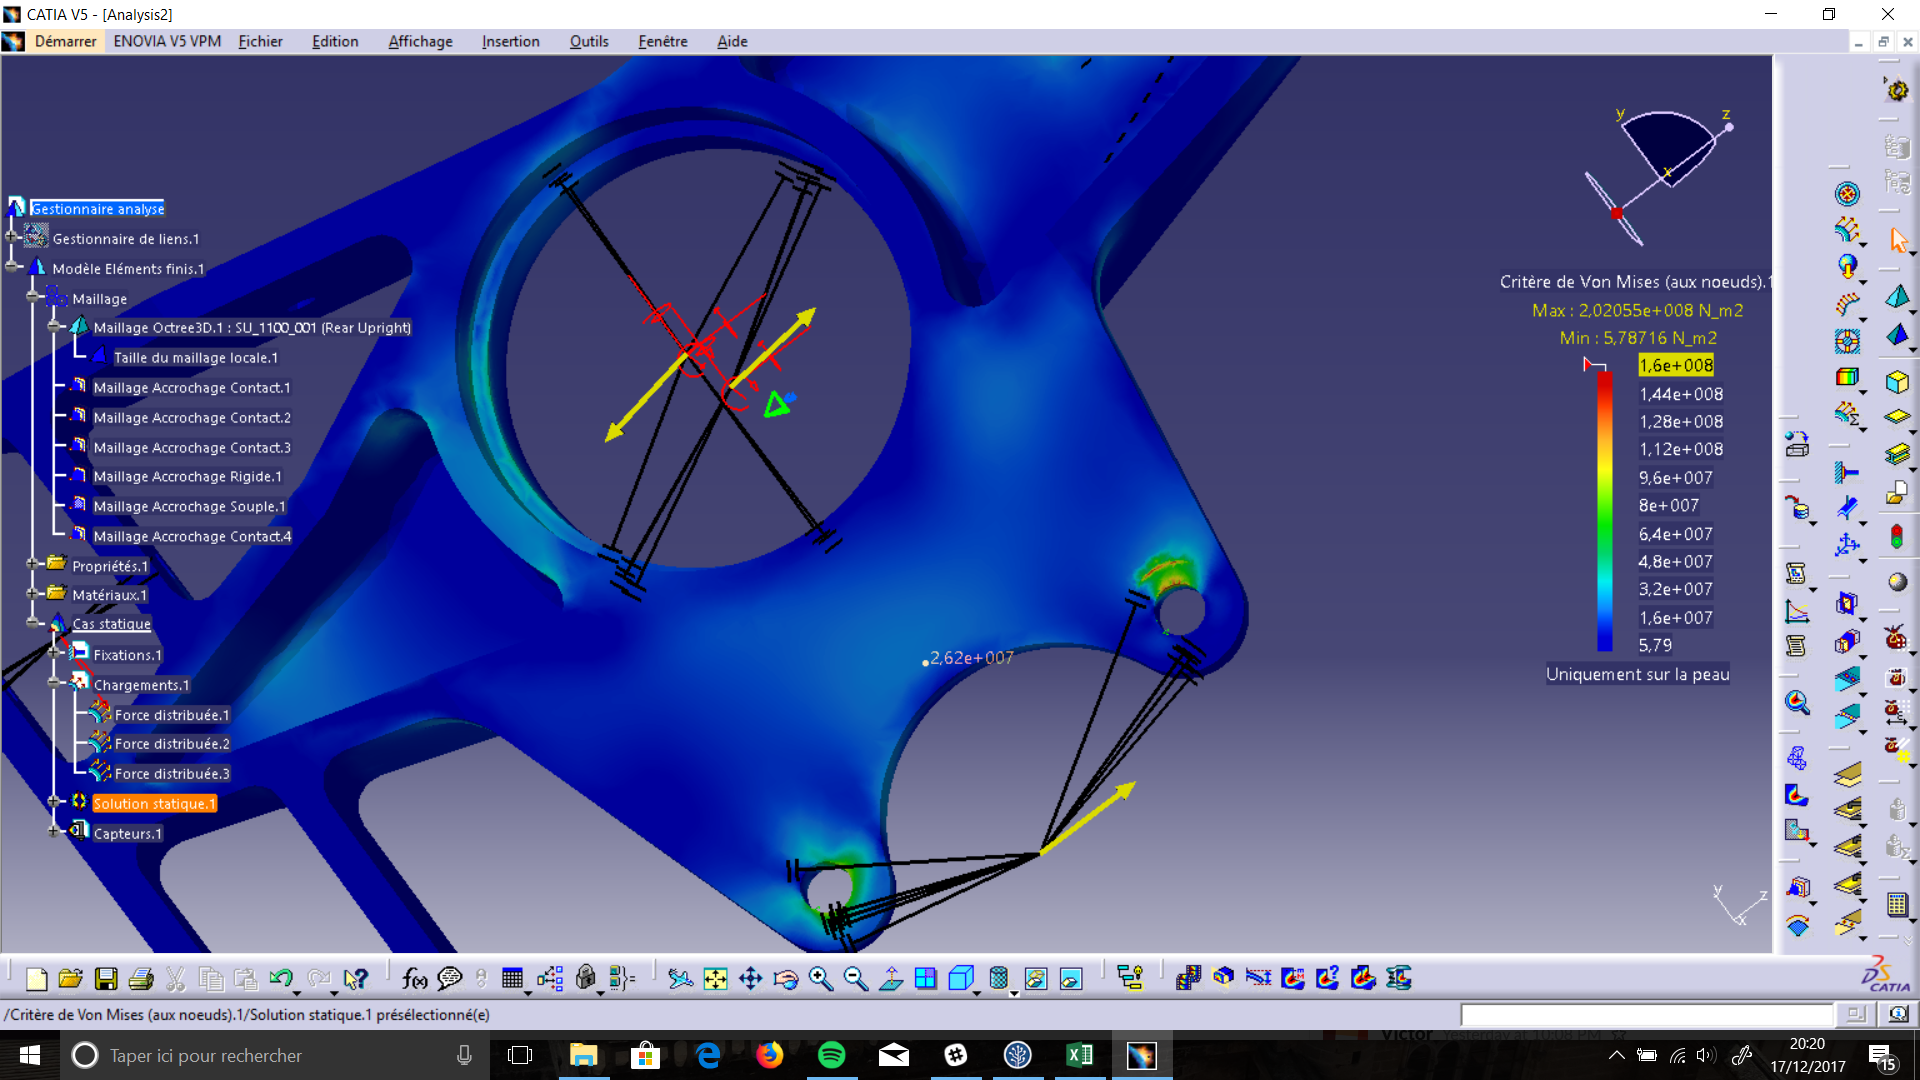 CATIA V5 - [Analysis2]
Démarrer ENOVIA V5 VPM Fichier Edition Affichage Insertion Outils Fenêtre Aide
Gestionnaire analyse
Gestionnaire de liens.1
Modèle Eléments finis.1
Maillage
Maillage Octree3D.1 : SU_1100_001 (Rear Upright)
Taille du maillage locale.1
Maillage Accrochage Contact.1
Maillage Accrochage Contact.2
Maillage Accrochage Contact.3
Maillage Accrochage Rigide.1
Maillage Accrochage Souple.1
Maillage Accrochage Contact.4
Propriétés.1
Matériaux.1
Cas statique
Fixations.1
Chargements.1
Force distribuée.1
Force distribuée.2
Force distribuée.3
Solution statique.1
Capteurs.1
2,62e+007
y
z
x
Critère de Von Mises (aux noeuds).1
Max : 2,02055e+008 N_m2
Min : 5,78716 N_m2
1,6e+008
1,44e+008
1,28e+008
1,12e+008
9,6e+007
8e+007
6,4e+007
4,8e+007
3,2e+007
1,6e+007
5,79
Uniquement sur la peau
y
z
x
f(x)
CATIA
/Critère de Von Mises (aux noeuds).1/Solution statique.1 présélectionné(e)
Victor Yesterday at 10:08 PM
Taper ici pour rechercher
20:20
17/12/2017
15